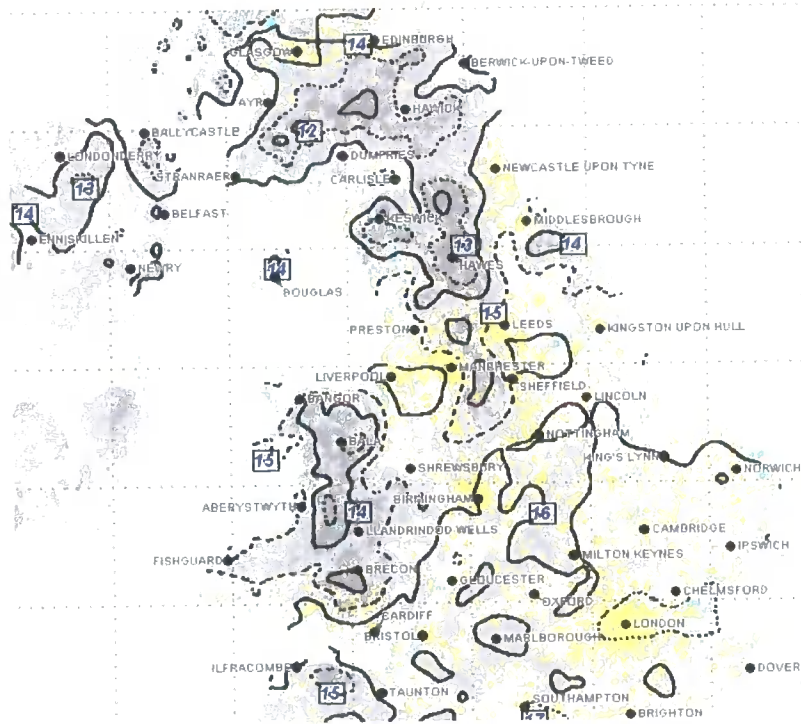 14
EDINBURGH
GLASGOW
BERWICK-UPON-TWEED
AYR
HAWICK
12
BALLYCASTLE
LONDONDERRY
DUMFRIES
NEWCASTLE UPON TYNE
STRANRAER
CARLISLE
13
14
BELFAST
KESWICK
MIDDLESBROUGH
ENNISKILLEN
13
14
HAWES
NEWRY
14
DOUGLAS
15
PRESTON
LEEDS
KINGSTON UPON HULL
MANCHESTER
LIVERPOOL
SHEFFIELD
BANGOR
LINCOLN
BALA
NOTTINGHAM
15
KING'S LYNN
SHREWSBURY
NORWICH
BIRMINGHAM
ABERYSTWYTH
14
16
LLANDRINDOD WELLS
CAMBRIDGE
IPSWICH
FISHGUARD
MILTON KEYNES
BRECON
GLOUCESTER
CHELMSFORD
OXFORD
CARDIFF
LONDON
BRISTOL
MARLBOROUGH
ILFRACOMBE
DOVER
15
TAUNTON
SOUTHAMPTON
17
BRIGHTON